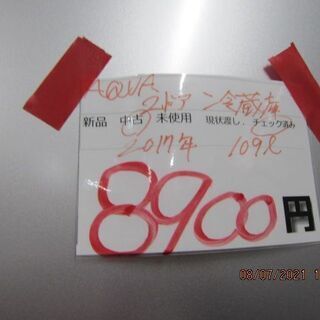 AQUA
2ドア 冷蔵庫
新品 中古 未使用 現状渡し、チェック済み
2017年 109ℓ
8900円
08/07/2021 1